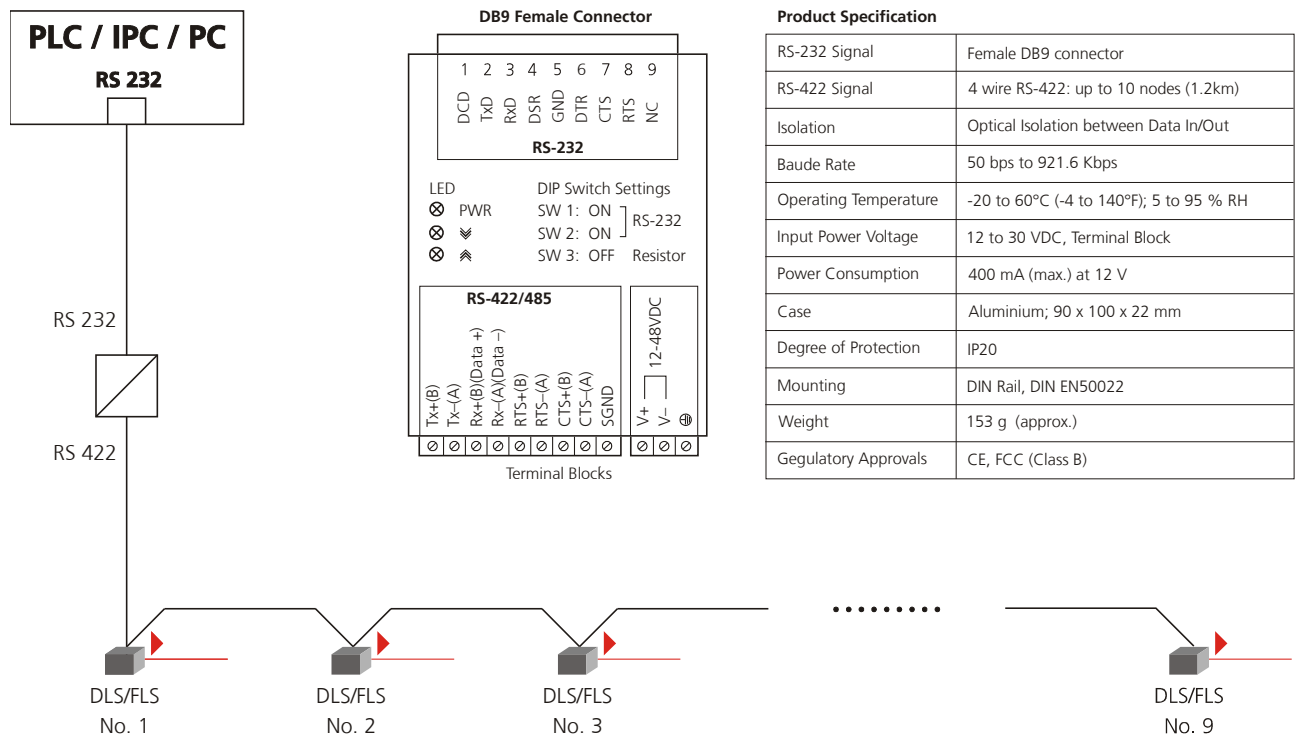 PLC / IPC / PC
RS 232
RS 232
RS 422
DB9 Female Connector
1 2 3 4 5 6 7 8 9
DCD
TxD
RxD
DSR
GND
DTR
CTS
RTS
NC
RS-232
LED
PWR
DIP Switch Settings
SW 1: ON
SW 2: ON
RS-232
SW 3: OFF Resistor
RS-422/485
Tx+(B)
Tx–(A)
Rx+(B)(Data +)
Rx–(A)(Data –)
RTS+(B)
RTS–(A)
CTS+(B)
CTS–(A)
SGND
12-48VDC
V+
V–
Terminal Blocks
Product Specification
RS-232 Signal Female DB9 connector
RS-422 Signal 4 wire RS-422: up to 10 nodes (1.2km)
Isolation Optical Isolation between Data In/Out
Baude Rate 50 bps to 921.6 Kbps
Operating Temperature -20 to 60ºC (-4 to 140ºF); 5 to 95 % RH
Input Power Voltage 12 to 30 VDC, Terminal Block
Power Consumption 400 mA (max.) at 12 V
Case Aluminium; 90 x 100 x 22 mm
Degree of Protection IP20
Mounting DIN Rail, DIN EN50022
Weight 153 g (approx.)
Gegulatory Approvals CE, FCC (Class B)
DLS/FLS
No. 1
DLS/FLS
No. 2
DLS/FLS
No. 3
DLS/FLS
No. 9